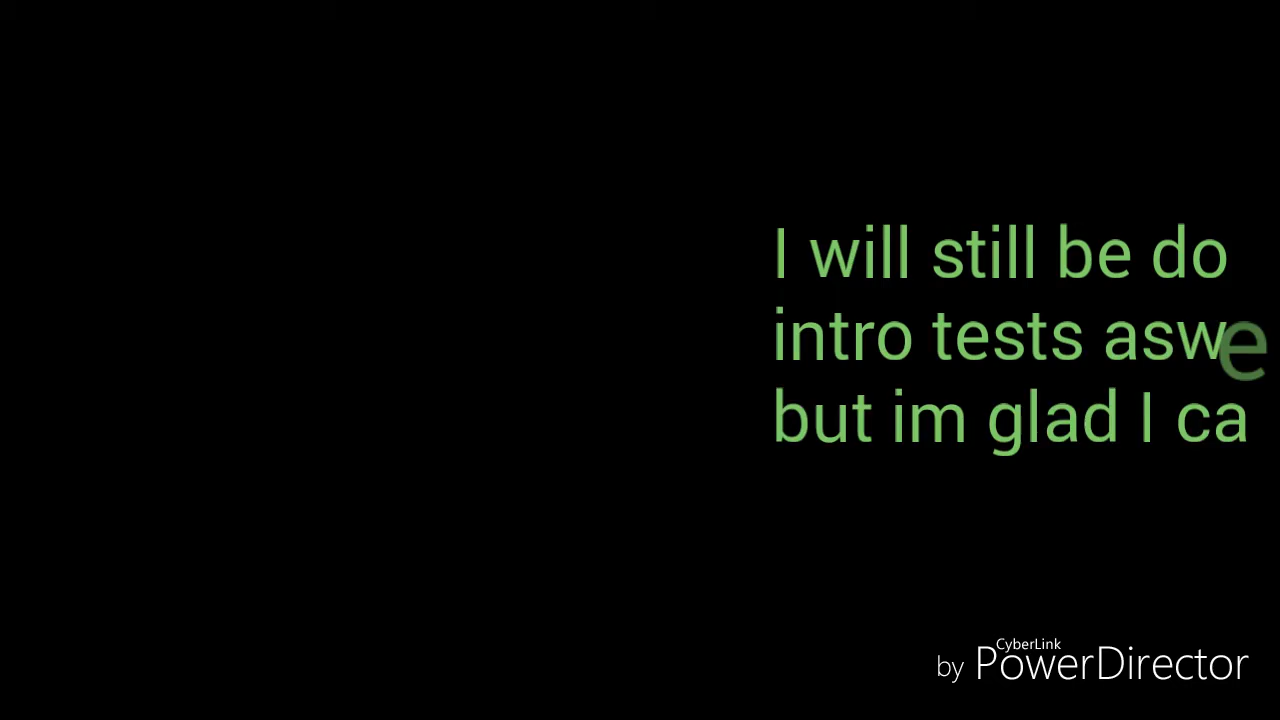 I will still be do
intro tests aswe
but im glad I ca
CyberLink
by PowerDirector